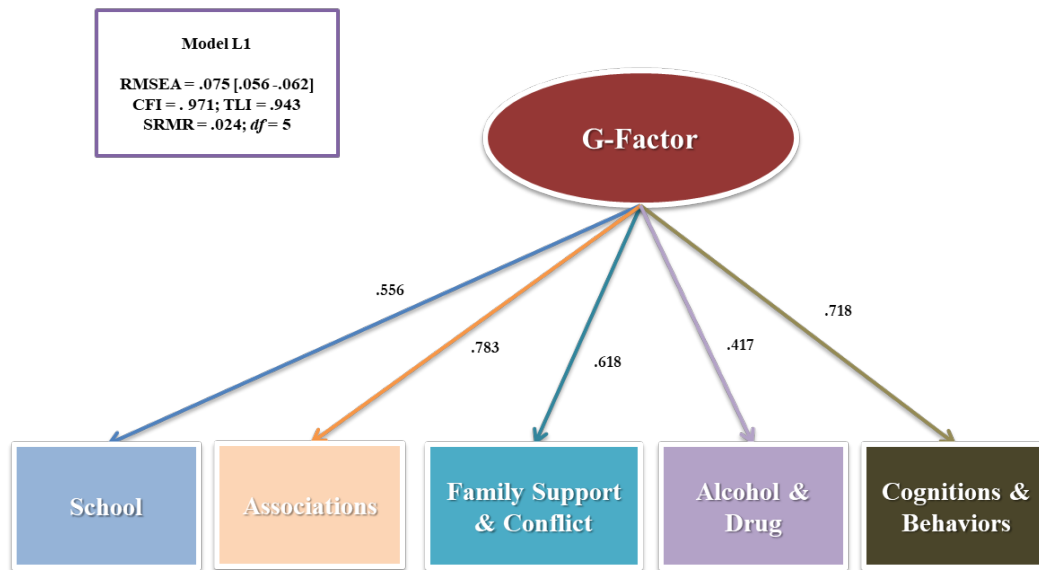 Model L1
RMSEA = .075 [.056 -.062]
CFI = . 971; TLI = .943
SRMR = .024; df = 5
G-Factor
.556
.783
.618
.417
.718
School
Associations
Family Support
& Conflict
Alcohol &
Drug
Cognitions &
Behaviors